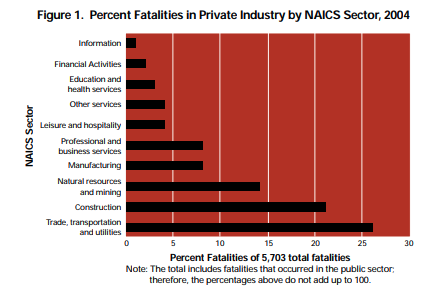 Figure 1. Percent Fatalities in Private Industry by NAICS Sector, 2004
NAICS Sector
Information
Financial Activities
Education and
health services
Other services
Leisure and hospitality
Professional and
business services
Manufacturing
Natural resources
and mining
Construction
Trade, transportation
and utilities
0 5 10 15 20 25 30
Percent Fatalities of 5,703 total fatalities
Note: The total includes fatalities that occurred in the public sector;
therefore, the percentages above do not add up to 100.